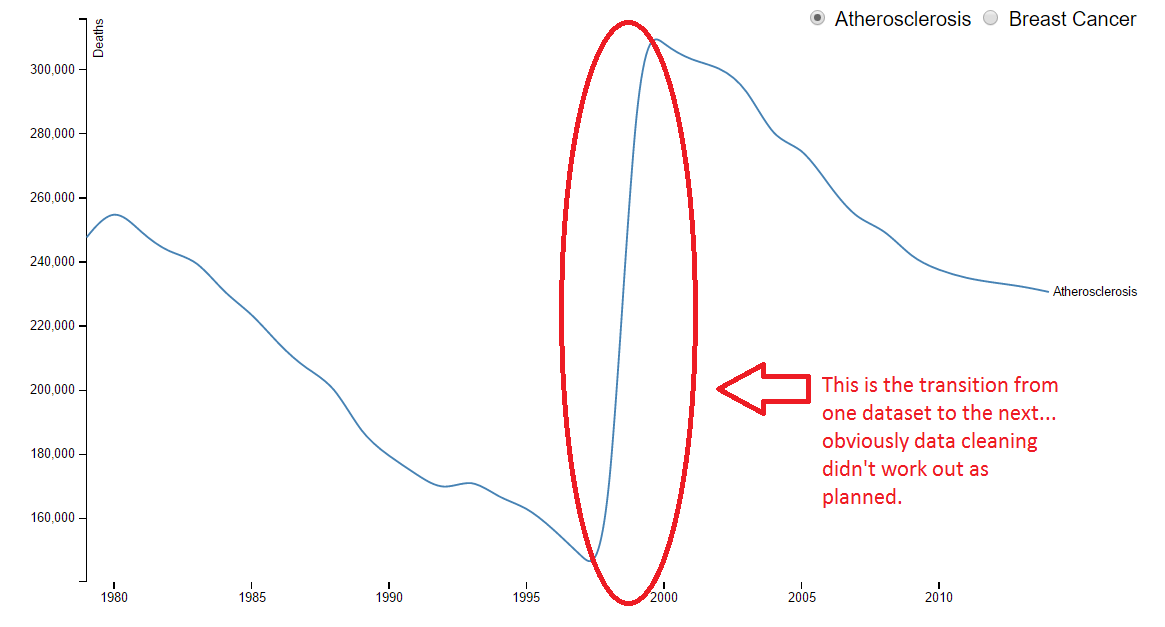 Atherosclerosis Breast Cancer
Deaths
300,000
280,000
260,000
240,000
220,000
200,000
180,000
160,000
Atherosclerosis
This is the transition from
one dataset to the next...
obviously data cleaning
didn't work out as
planned.
1980 1985 1990 1995 2000 2005 2010